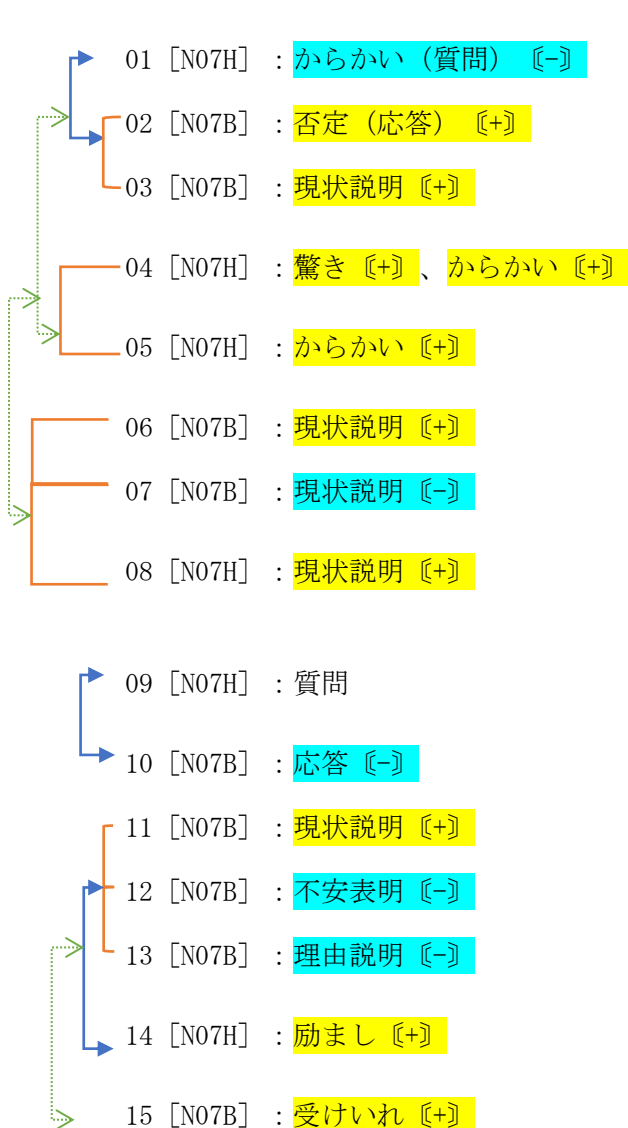 01［N07H］：からかい（質問）〔−〕
02［N07B］：否定（応答）〔+〕
03［N07B］：現状説明〔+〕
04［N07H］：驚き〔+〕、からかい〔+〕
05［N07H］：からかい〔+〕
06［N07B］：現状説明〔+〕
07［N07B］：現状説明〔−〕
08［N07H］：現状説明〔+〕
09［N07H］：質問
10［N07B］：応答〔−〕
11［N07B］：現状説明〔+〕
12［N07B］：不安表明〔−〕
13［N07B］：理由説明〔−〕
14［N07H］：励まし〔+〕
15［N07B］：受けいれ〔+〕